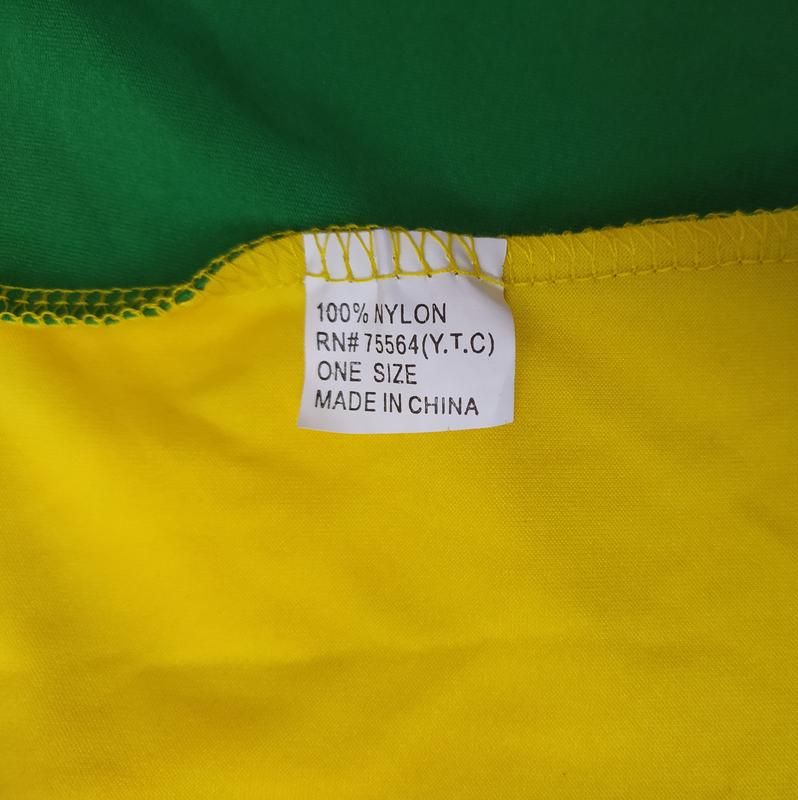 100% NYLON
RN# 75564(Y.T.C)
ONE SIZE
MADE IN CHINA